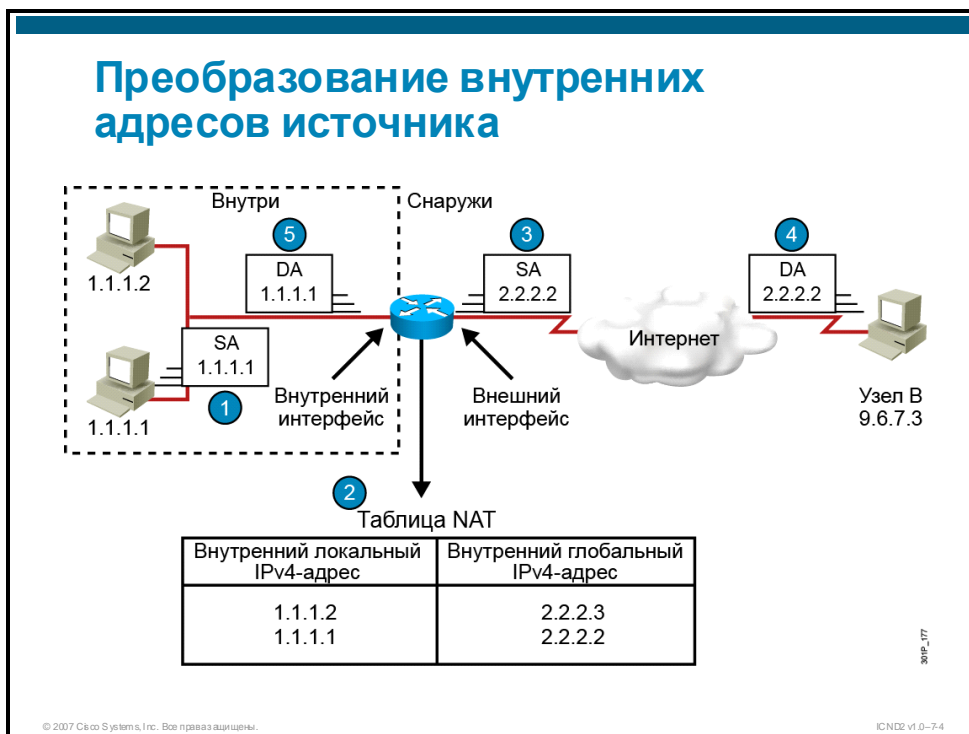 Преобразование внутренних
адресов источника
Внутри
Снаружи
5
3
4
DA
1.1.1.1
SA
2.2.2.2
DA
2.2.2.2
1.1.1.2
SA
1.1.1.1
Интернет
1
Внутренний
интерфейс
Внешний
интерфейс
Узел B
9.6.7.3
1.1.1.1
2
Таблица NAT
Внутренний локальный
IPv4-адрес
Внутренний глобальный
IPv4-адрес
1.1.1.2
2.2.2.3
1.1.1.1
2.2.2.2
301P_177
© 2007 Cisco Systems, Inc. Все права защищены.
ICND2 v1.0–7-4